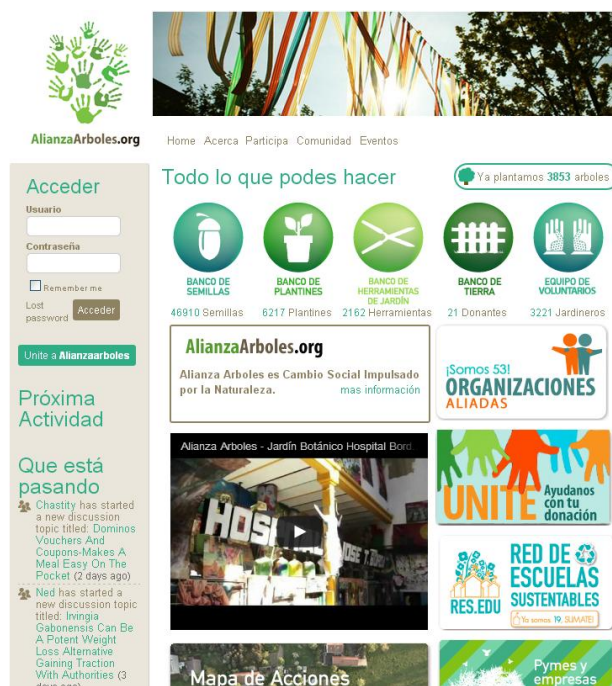 AlianzaArboles.org
Home Acerca Participa Comunidad Eventos
Acceder
Usuario
Contraseña
Remember me
Lost
password
Acceder
Unite a Alianzaarboles
Próxima
Actividad
Que está
pasando
Chastity has started
a new discussion
topic titled: Dominos
Vouchers And
Coupons-Makes A
Meal Easy On The
Pocket (2 days ago)
Ned has started a
new discussion topic
titled: Irvingia
Gabonensis Can Be
A Potent Weight
Loss Alternative
Gaining Traction
With Authorities (3
days ago)
Todo lo que podes hacer
Ya plantamos 3853 arboles
BANCO DE
SEMILLAS
46910 Semillas
BANCO DE
PLANTINES
6217 Plantines
BANCO DE
HERRAMIENTAS
DE JARDÍN
2162 Herramientas
BANCO DE
TIERRA
21 Donantes
EQUIPO DE
VOLUNTARIOS
3221 Jardineros
AlianzaArboles.org
Alianza Arboles es Cambio Social Impulsado
por la Naturaleza.
mas información
¡Somos 53!
ORGANIZACIONES
ALIADAS
Alianza Arboles - Jardín Botánico Hospital Bord
UNITE
Ayudanos
con tu
donación
RES.EDU
RED DE
ESCUELAS
SUSTENTABLES
Ya somos 19, SUMATE!
Mapa de Acciones
Pymes y
empresas